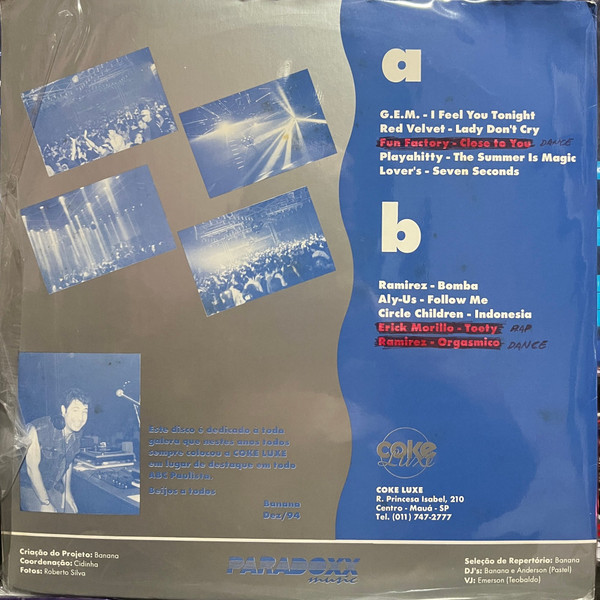 a
G.E.M. - I Feel You Tonight
Red Velvet - Lady Don't Cry
Fun Factory - Close to You DANCE
Playahitty - The Summer Is Magic
Lover's - Seven Seconds
b
Ramirez - Bomba
Aly-Us - Follow Me
Circle Children - Indonesia
Erick Morillo - Toety RAP
Ramirez - Orgasmico DANCE
Este disco é dedicado a toda
galera que nestes anos todos
sempre colocou a COKE LUXE
em lugar de destaque em todo
ABC Paulista!
Beijos a todos
Banana
Dez/94
coke
LUXE
COKE LUXE
R. Princesa Isabel, 210
Centro - Mauá - SP
Tel. (011) 747-2777
Criação do Projeto: Banana
Coordenação: Cidinha
Fotos: Roberto Silva
PARADOXX
music
Seleção de Repertório: Banana
DJ's: Banana e Anderson (Pastel)
VJ: Emerson (Teobaldo)